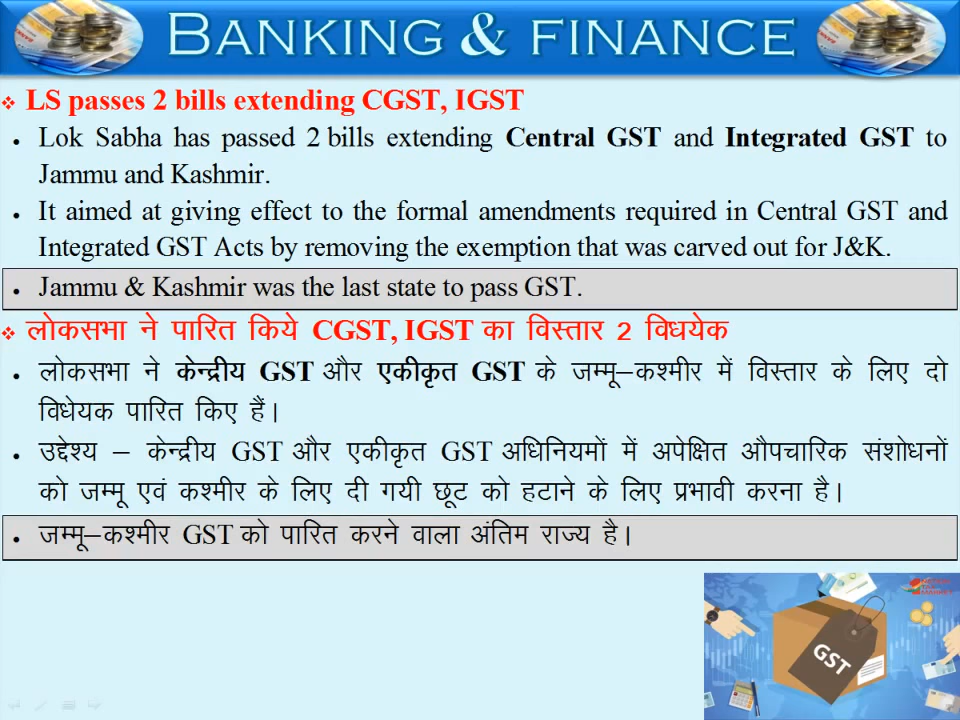 BANKING & FINANCE
LS passes 2 bills extending CGST, IGST
Lok Sabha has passed 2 bills extending Central GST and Integrated GST to
Jammu and Kashmir.
It aimed at giving effect to the formal amendments required in Central GST and
Integrated GST Acts by removing the exemption that was carved out for J&K.
Jammu & Kashmir was the last state to pass GST.
लोकसभा ने पारित किये CGST, IGST का विस्तार 2 विधयेक
लोकसभा ने केन्द्रीय GST और एकीकृत GST के जम्मू–कश्मीर में विस्तार के लिए दो
विधेयक पारित किए हैं।
उद्देश्य – केन्द्रीय GST और एकीकृत GST अधिनियमों में अपेक्षित औपचारिक संशोधनों
को जम्मू एवं कश्मीर के लिए दी गयी छूट को हटाने के लिए प्रभावी करना है।
जम्मू–कश्मीर GST को पारित करने वाला अंतिम राज्य है।
GST